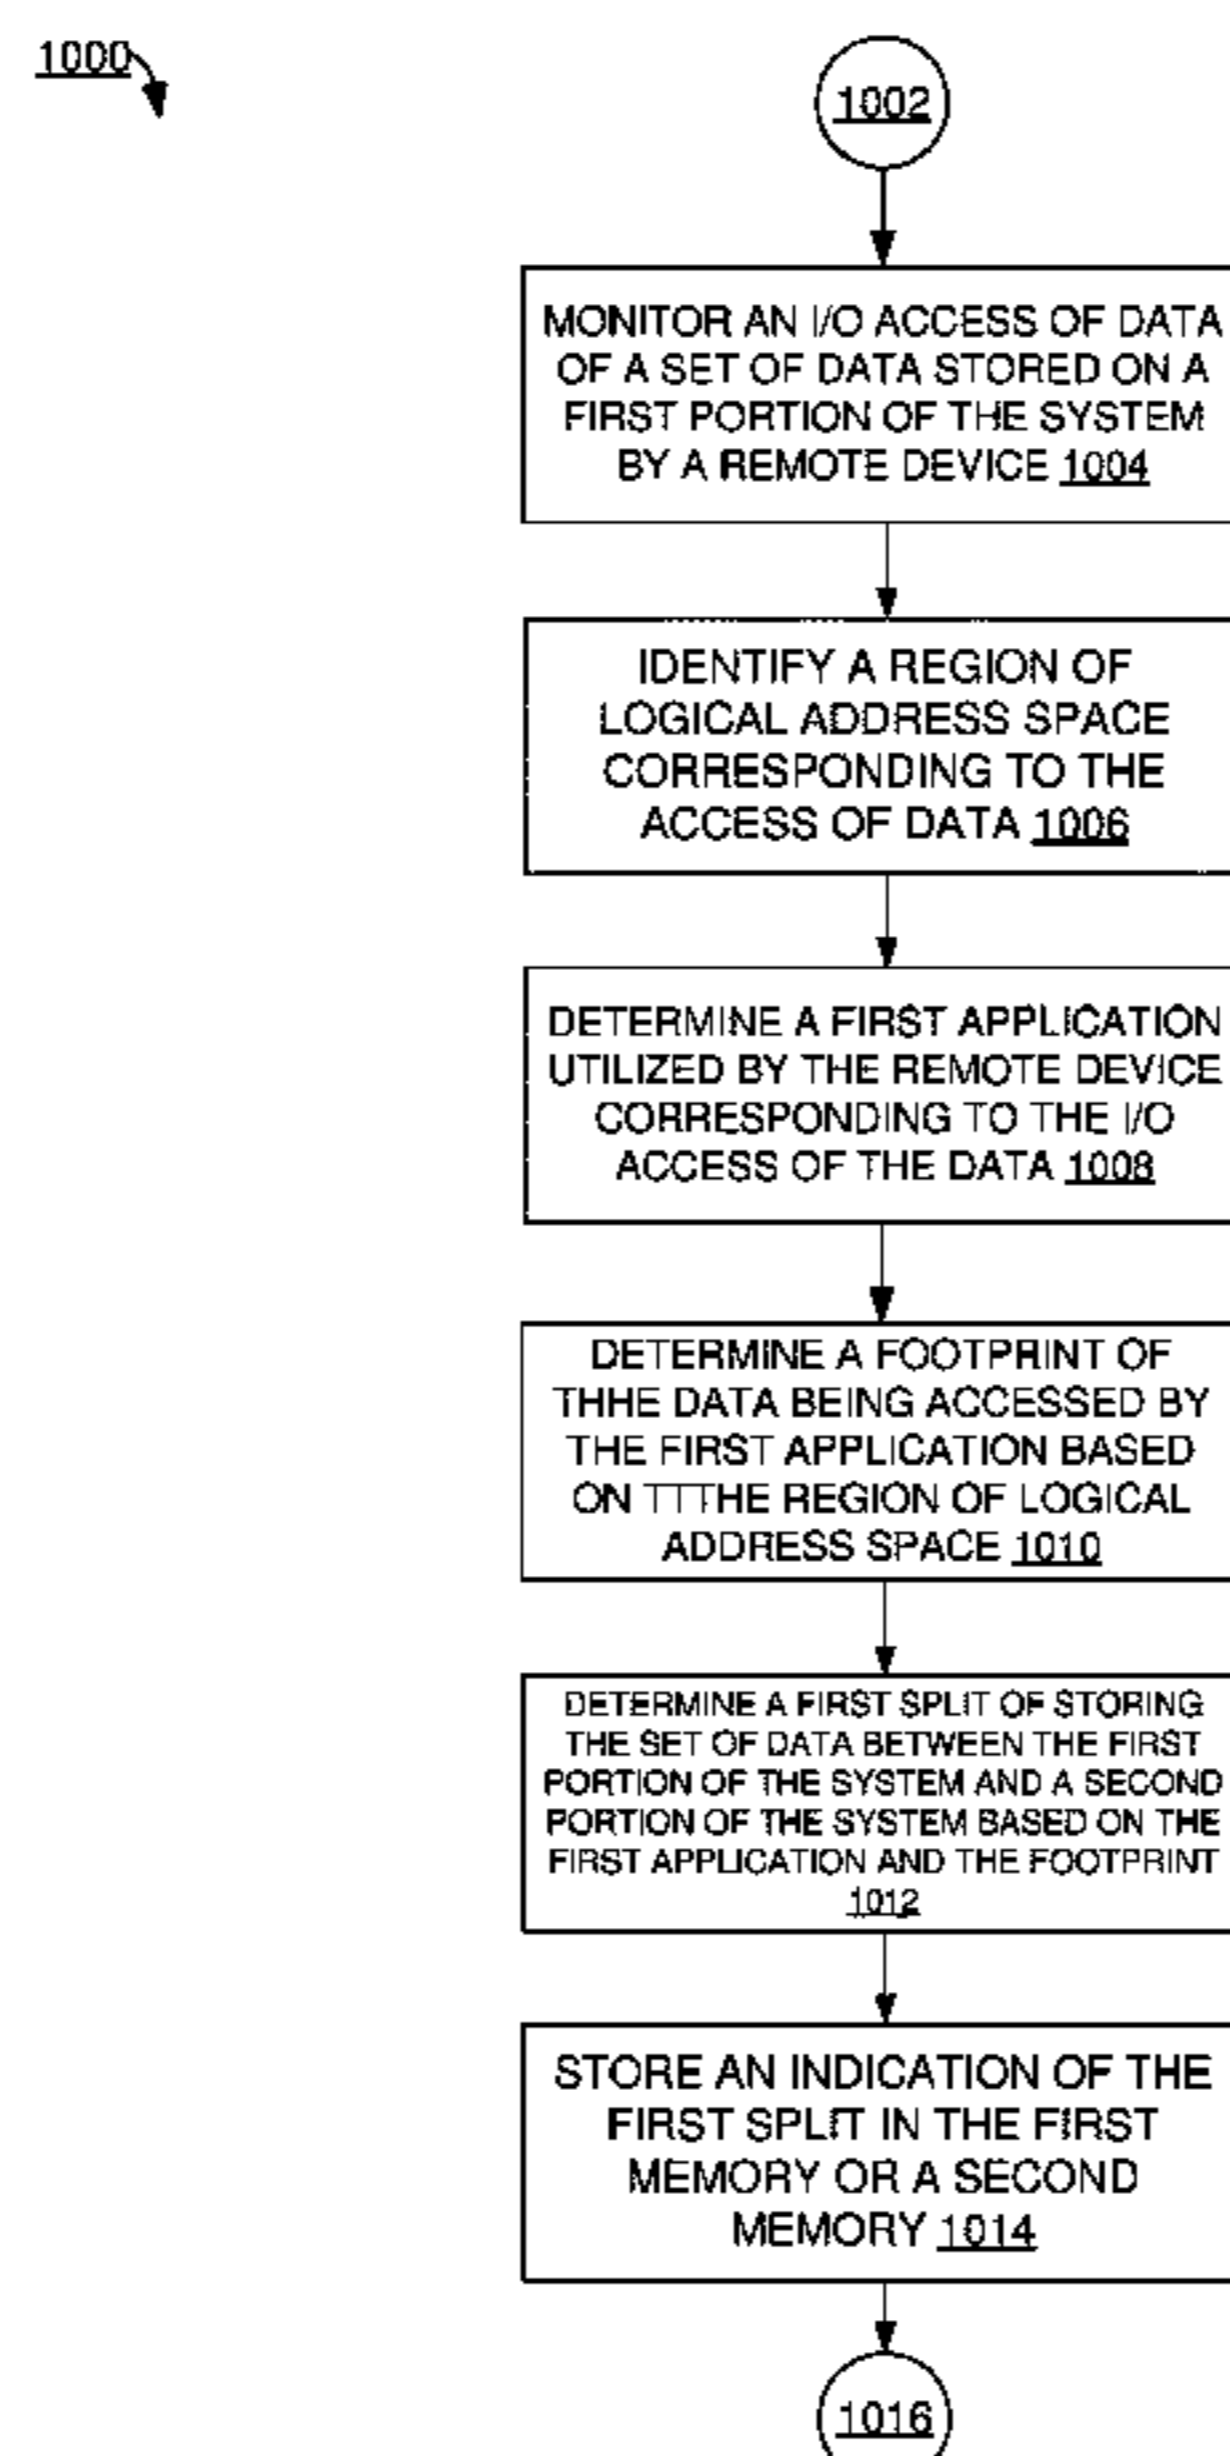 1000
1002
MONITOR AN I/O ACCESS OF DATA
OF A SET OF DATA STORED ON A
FIRST PORTION OF THE SYSTEM
BY A REMOTE DEVICE 1004
IDENTIFY A REGION OF
LOGICAL ADDRESS SPACE
CORRESPONDING TO THE
ACCESS OF DATA 1006
DETERMINE A FIRST APPLICATION
UTILIZED BY THE REMOTE DEVICE
CORRESPONDING TO THE I/O
ACCESS OF THE DATA 1008
DETERMINE A FOOTPRINT OF
THHE DATA BEING ACCESSED BY
THE FIRST APPLICATION BASED
ON TTTHE REGION OF LOGICAL
ADDRESS SPACE 1010
DETERMINE A FIRST SPLIT OF STORING
THE SET OF DATA BETWEEN THE FIRST
PORTION OF THE SYSTEM AND A SECOND
PORTION OF THE SYSTEM BASED ON THE
FIRST APPLICATION AND THE FOOTPRINT
1012
STORE AN INDICATION OF THE
FIRST SPLIT IN THE FIRST
MEMORY OR A SECOND
MEMORY 1014
1016